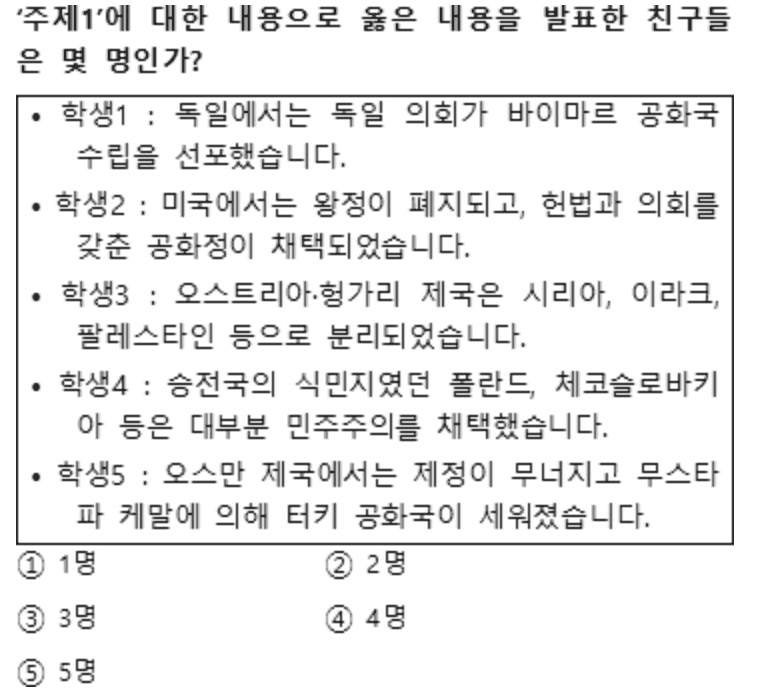 ‘주제1’에 대한 내용으로 옳은 내용을 발표한 친구들
은 몇 명인가?
• 학생1 : 독일에서는 독일 의회가 바이마르 공화국
수립을 선포했습니다.
• 학생2 : 미국에서는 왕정이 폐지되고, 헌법과 의회를
갖춘 공화정이 채택되었습니다.
• 학생3 : 오스트리아·헝가리 제국은 시리아, 이라크,
팔레스타인 등으로 분리되었습니다.
• 학생4 : 승전국의 식민지였던 폴란드, 체코슬로바키
아 등은 대부분 민주주의를 채택했습니다.
• 학생5 : 오스만 제국에서는 제정이 무너지고 무스타
파 케말에 의해 터키 공화국이 세워졌습니다.
① 1명 ② 2명
③ 3명 ④ 4명
⑤ 5명